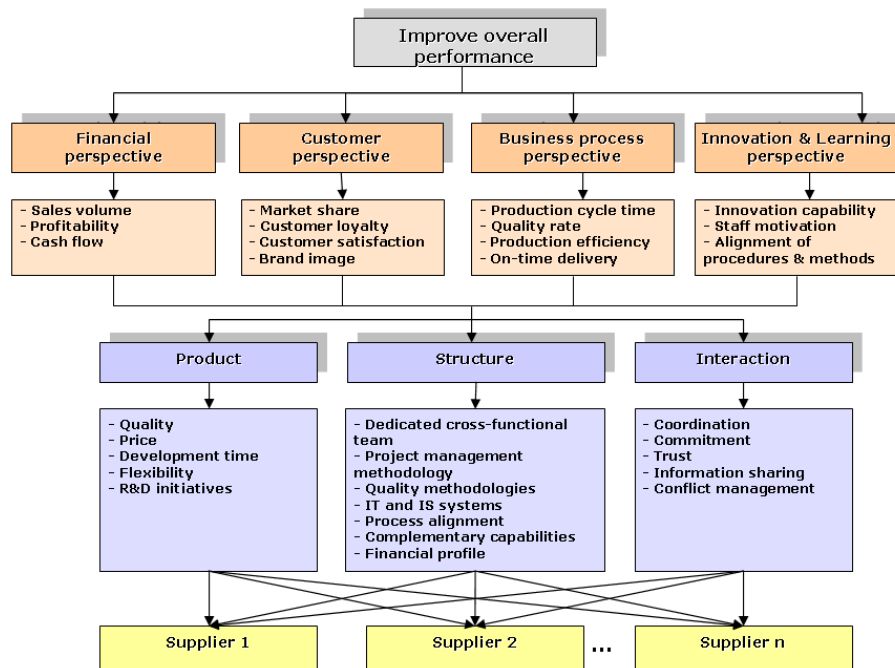 Improve overall
performance
Financial
perspective
Customer
perspective
Business process
perspective
Innovation & Learning
perspective
- Sales volume
- Profitability
- Cash flow
- Market share
- Customer loyalty
- Customer satisfaction
- Brand image
- Production cycle time
- Quality rate
- Production efficiency
- On-time delivery
- Innovation capability
- Staff motivation
- Alignment of
procedures & methods
Product
Structure
Interaction
- Quality
- Price
- Development time
- Flexibility
- R&D initiatives
- Dedicated cross-functional
team
- Project management
methodology
- Quality methodologies
- IT and IS systems
- Process alignment
- Complementary capabilities
- Financial profile
- Coordination
- Commitment
- Trust
- Information sharing
- Conflict management
Supplier 1
Supplier 2
...
Supplier n